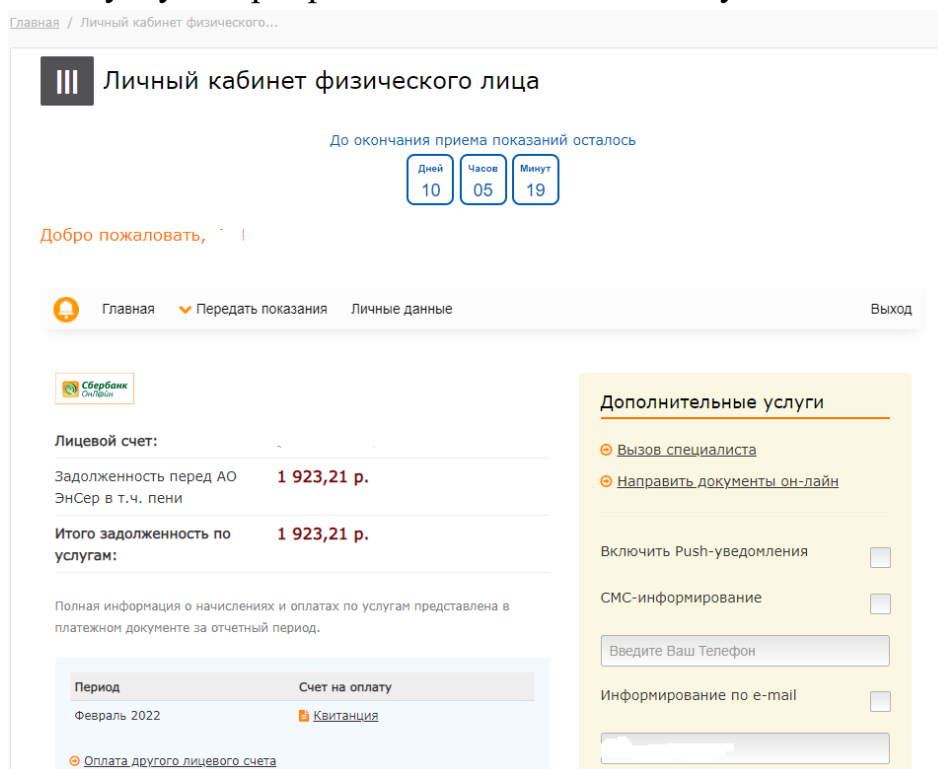 Главная / Личный кабинет физического...
Личный кабинет физического лица
До окончания приема показаний осталось
Дней Часов Минут
10 05 19
Добро пожаловать, !
Главная Передать показания Личные данные Выход
Сбербанк
Онл@йн
Лицевой счет:
Задолженность перед АО 1 923,21 р.
ЭнСер в т.ч. пени
Итого задолженность по 1 923,21 р.
услугам:
Полная информация о начислениях и оплатах по услугам представлена в
платежном документе за отчетный период.
Период Счет на оплату
Февраль 2022 Квитанция
Оплата другого лицевого счета
Дополнительные услуги
Вызов специалиста
Направить документы он-лайн
Включить Push-уведомления
СМС-информирование
Введите Ваш Телефон
Информирование по e-mail